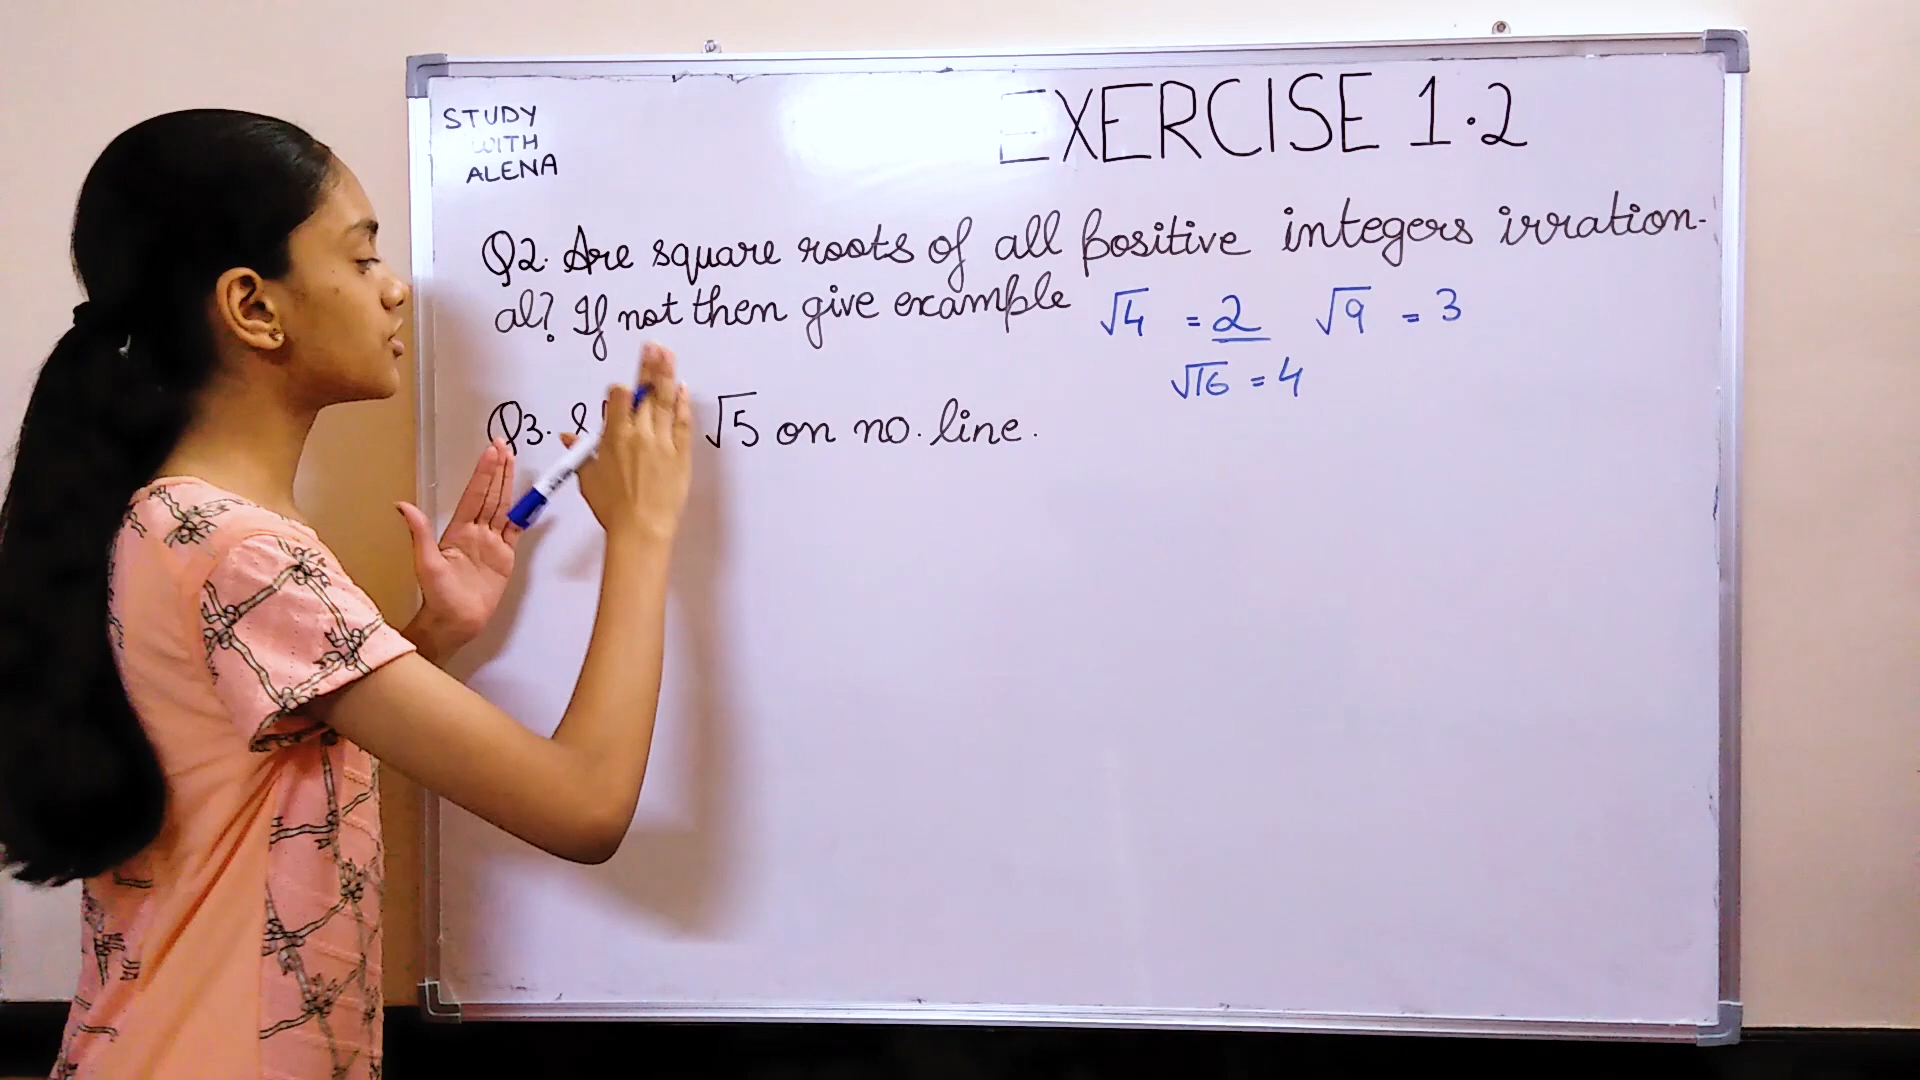 STUDY
WITH
ALENA
EXERCISE 1.2
Q2. Are square roots of all positive integers irration-
al? If not then give example
√4 = 2 √9 = 3
√16 = 4
Q3. √5 on no. line.